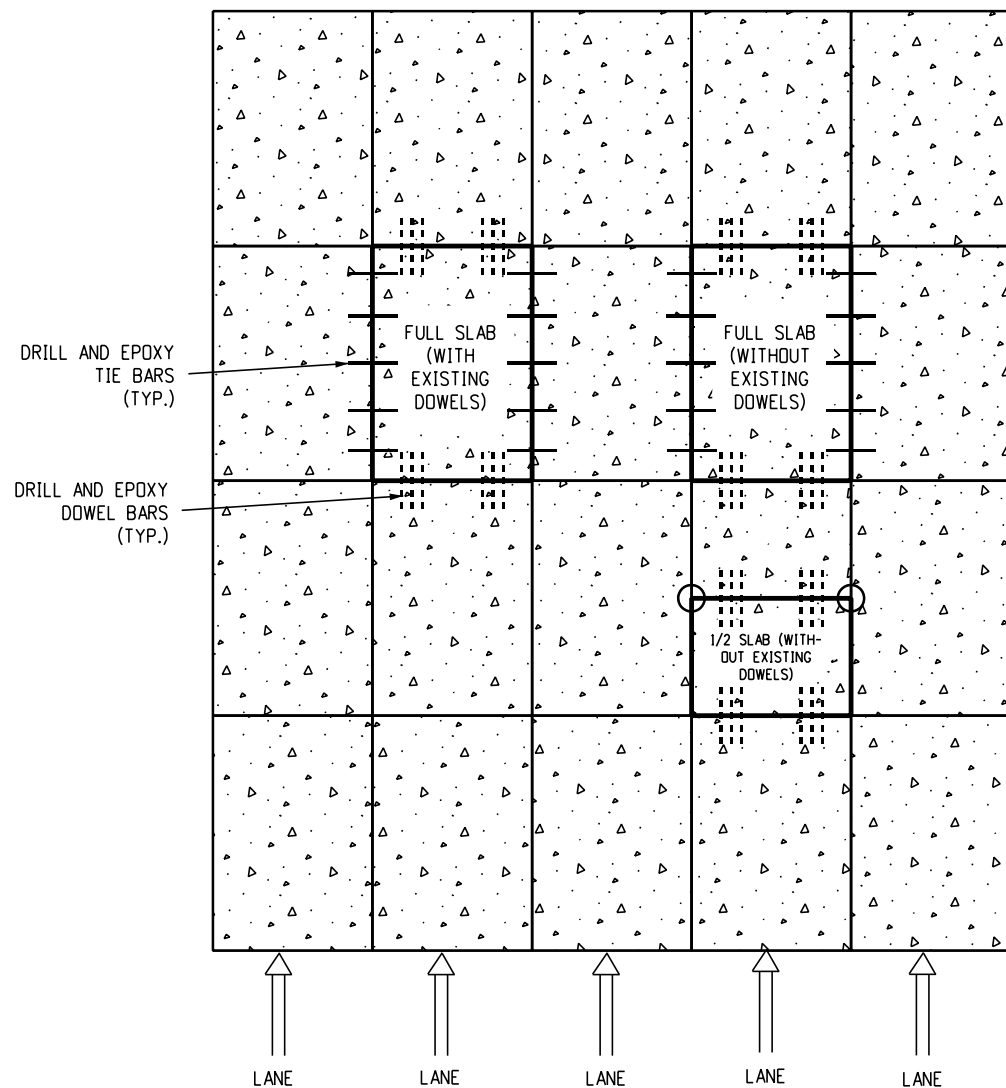 FULL SLAB
(WITH
EXISTING
DOWELS)
FULL SLAB
(WITHOUT
EXISTING
DOWELS)
DRILL AND EPOXY
TIE BARS
(TYP.)
DRILL AND EPOXY
DOWEL BARS
(TYP.)
1/2 SLAB (WITH-
OUT EXISTING
DOWELS)
LANE
LANE
LANE
LANE
LANE